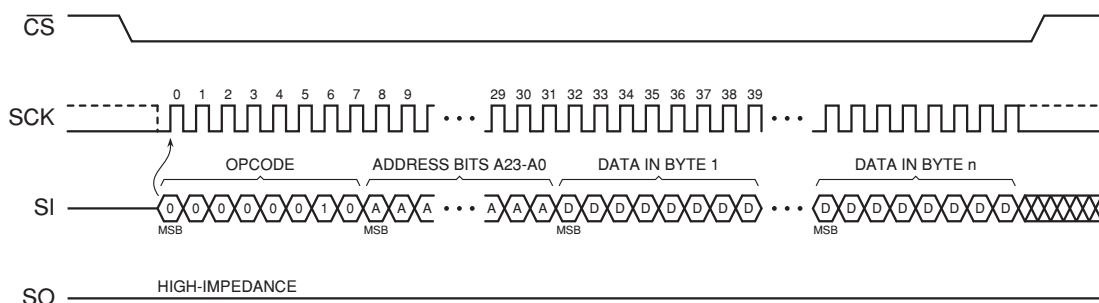 CS
0 1 2 3 4 5 6 7 8 9 29 30 31 32 33 34 35 36 37 38 39
SCK
OPCODE ADDRESS BITS A23-A0 DATA IN BYTE 1 DATA IN BYTE n
SI 0 0 0 0 0 0 1 0 A A A A A A D D D D D D D D D D D D D D D D
MSB MSB MSB MSB
HIGH-IMPEDANCE
SO